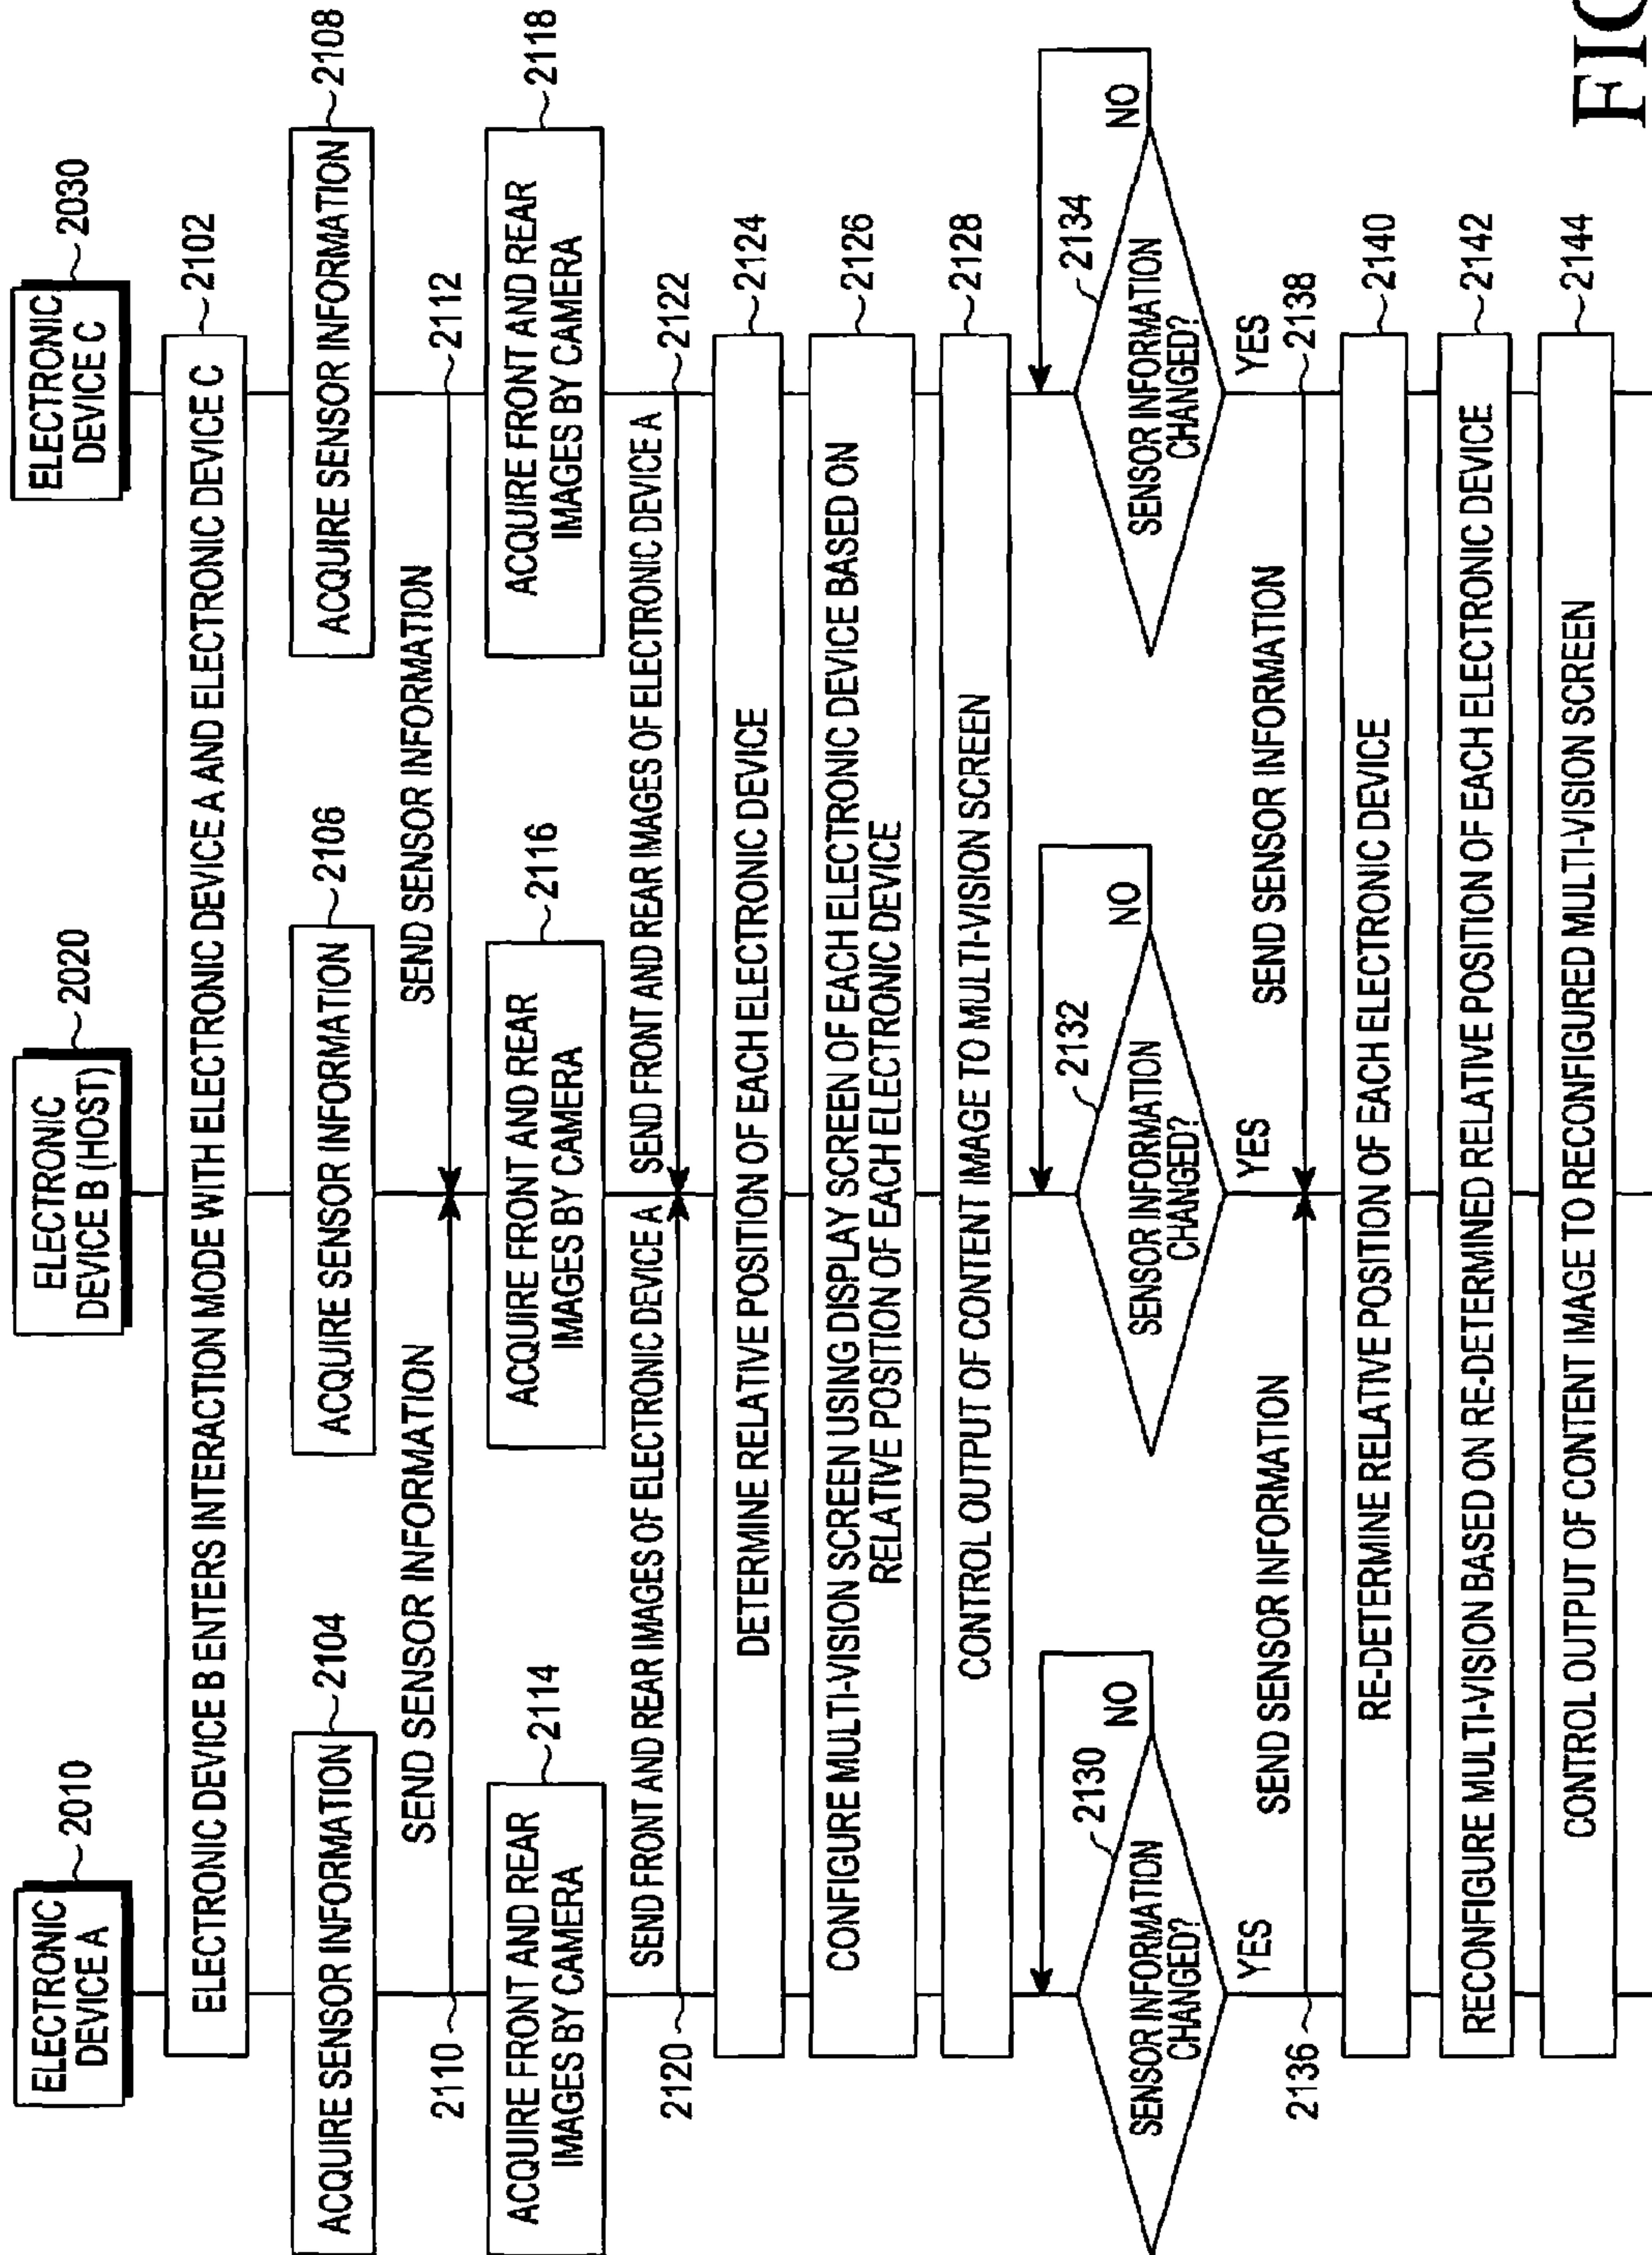 ELECTRONIC
DEVICE A
2010
ELECTRONIC
DEVICE B (HOST)
2020
ELECTRONIC
DEVICE C
2030
ELECTRONIC DEVICE B ENTERS INTERACTION MODE WITH ELECTRONIC DEVICE A AND ELECTRONIC DEVICE C
2102
ACQUIRE SENSOR INFORMATION
2104
ACQUIRE SENSOR INFORMATION
2106
ACQUIRE SENSOR INFORMATION
2108
SEND SENSOR INFORMATION
2110
SEND SENSOR INFORMATION
2112
ACQUIRE FRONT AND REAR
IMAGES BY CAMERA
2114
ACQUIRE FRONT AND REAR
IMAGES BY CAMERA
2116
ACQUIRE FRONT AND REAR
IMAGES BY CAMERA
2118
SEND FRONT AND REAR IMAGES OF ELECTRONIC DEVICE A
2120
SEND FRONT AND REAR IMAGES OF ELECTRONIC DEVICE A
2122
DETERMINE RELATIVE POSITION OF EACH ELECTRONIC DEVICE
2124
CONFIGURE MULTI-VISION SCREEN USING DISPLAY SCREEN OF EACH ELECTRONIC DEVICE BASED ON
RELATIVE POSITION OF EACH ELECTRONIC DEVICE
2126
CONTROL OUTPUT OF CONTENT IMAGE TO MULTI-VISION SCREEN
2128
SENSOR INFORMATION
CHANGED?
2130
NO
YES
SENSOR INFORMATION
CHANGED?
2132
NO
YES
SENSOR INFORMATION
CHANGED?
2134
NO
YES
SEND SENSOR INFORMATION
2136
SEND SENSOR INFORMATION
2138
RE-DETERMINE RELATIVE POSITION OF EACH ELECTRONIC DEVICE
2140
RECONFIGURE MULTI-VISION BASED ON RE-DETERMINED RELATIVE POSITION OF EACH ELECTRONIC DEVICE
2142
CONTROL OUTPUT OF CONTENT IMAGE TO RECONFIGURED MULTI-VISION SCREEN
2144